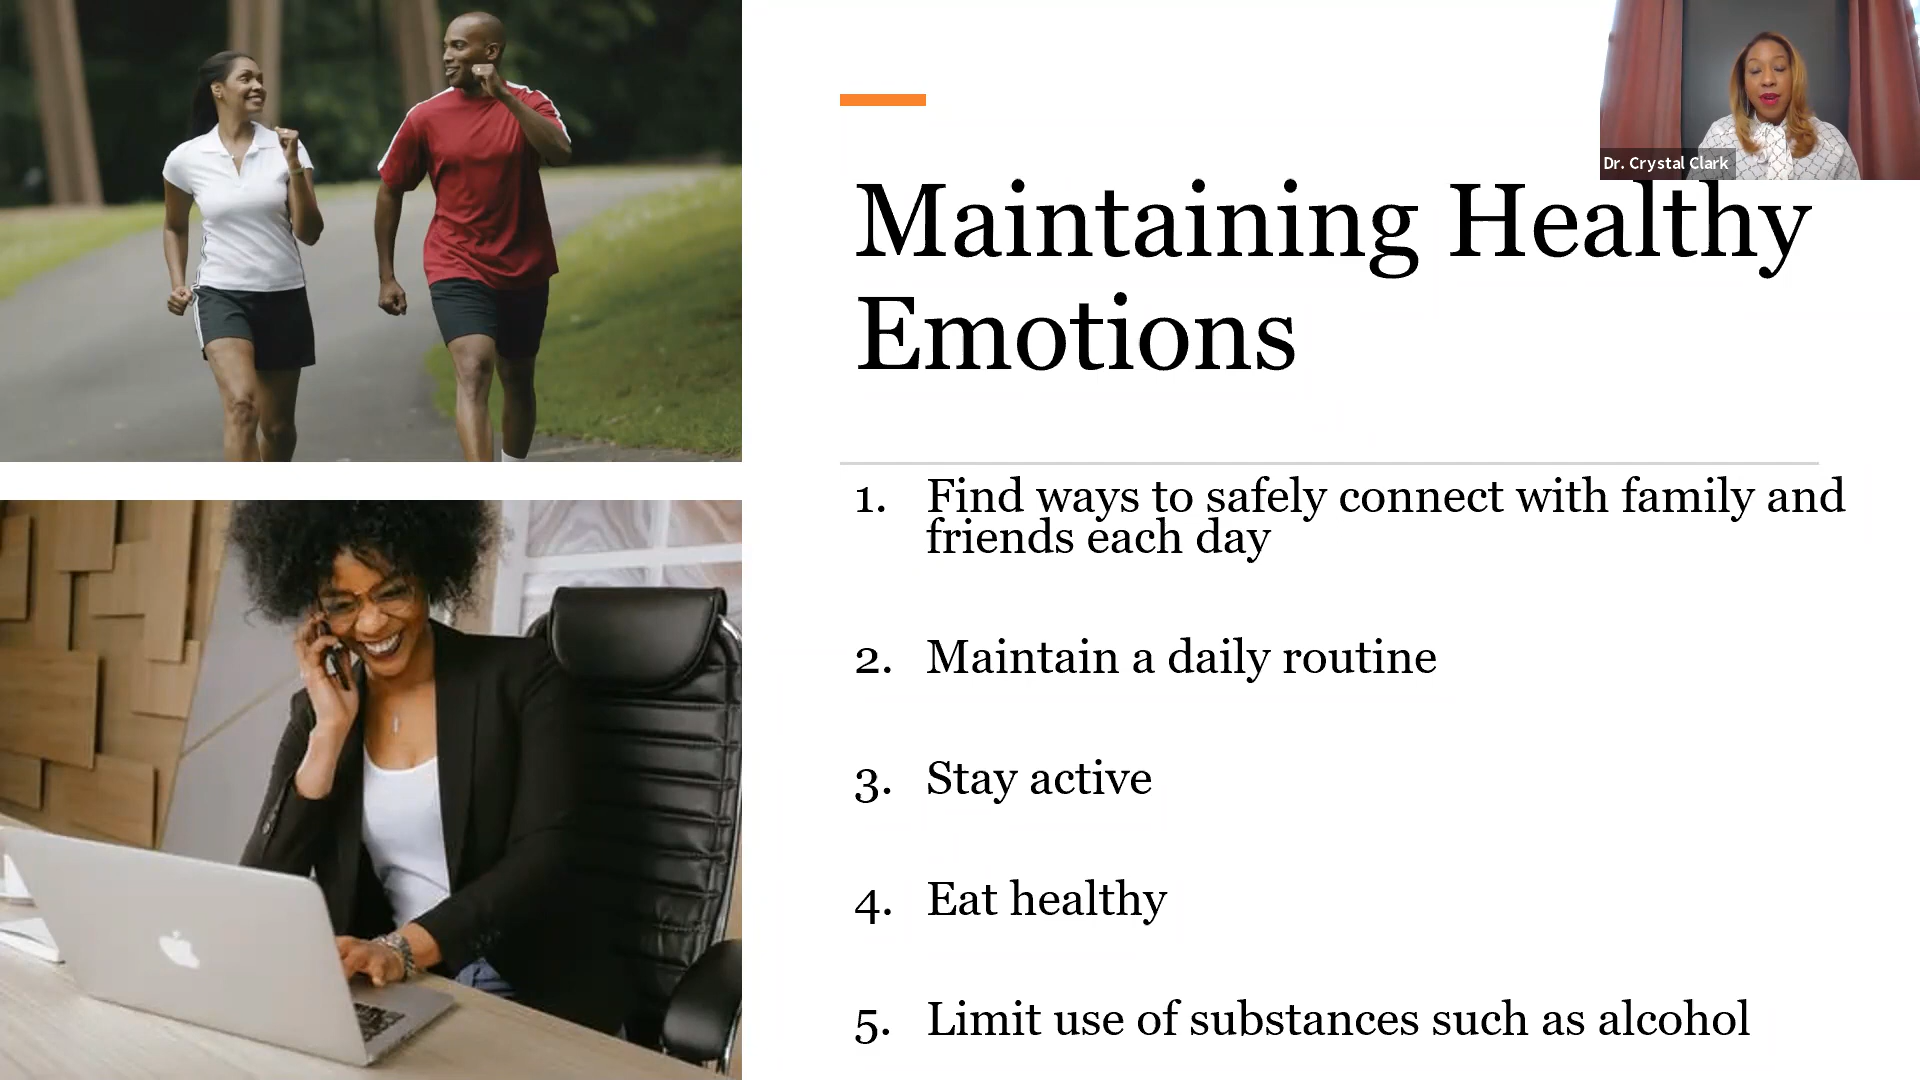 Dr. Crystal Clark
Maintaining Healthy
Emotions
1. Find ways to safely connect with family and
friends each day
2. Maintain a daily routine
3. Stay active
4. Eat healthy
5. Limit use of substances such as alcohol